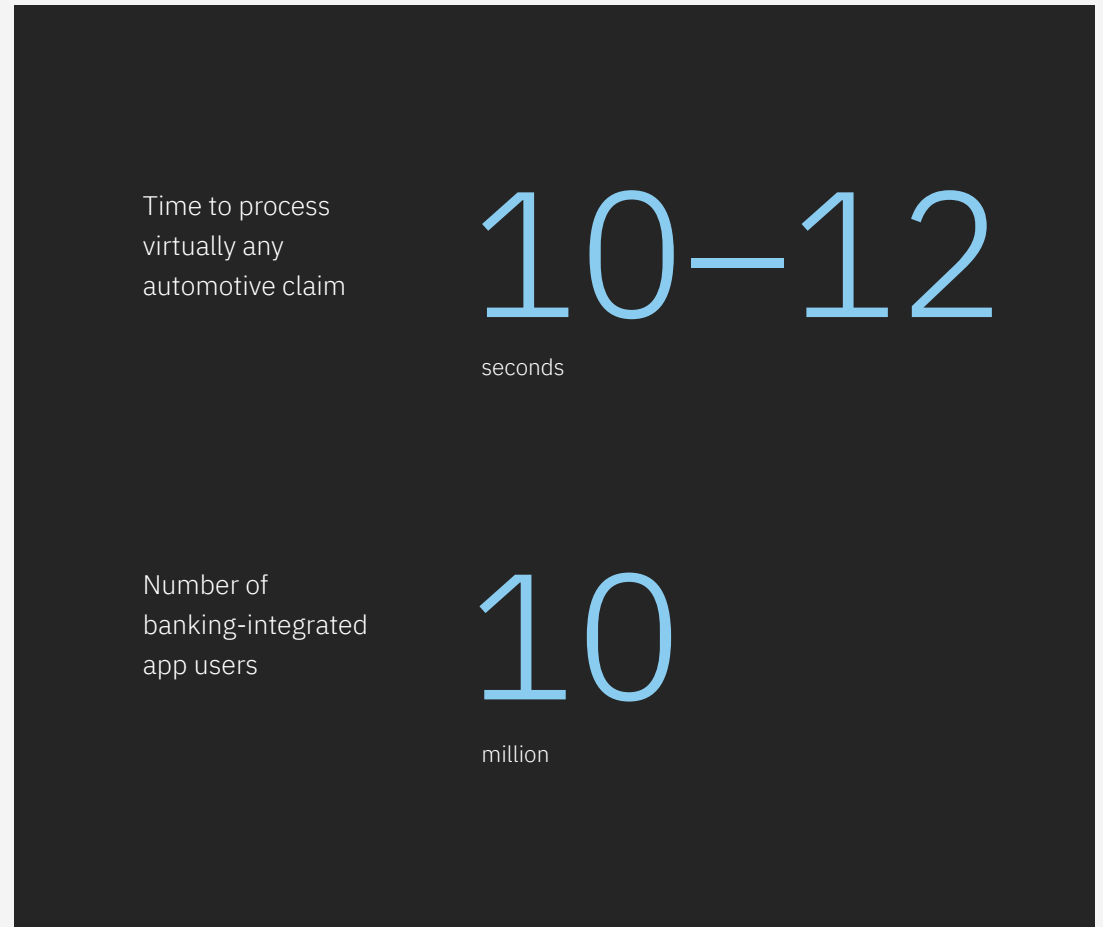 Time to process
virtually any
automotive claim
10–12
seconds
Number of
banking-integrated
app users
10
million